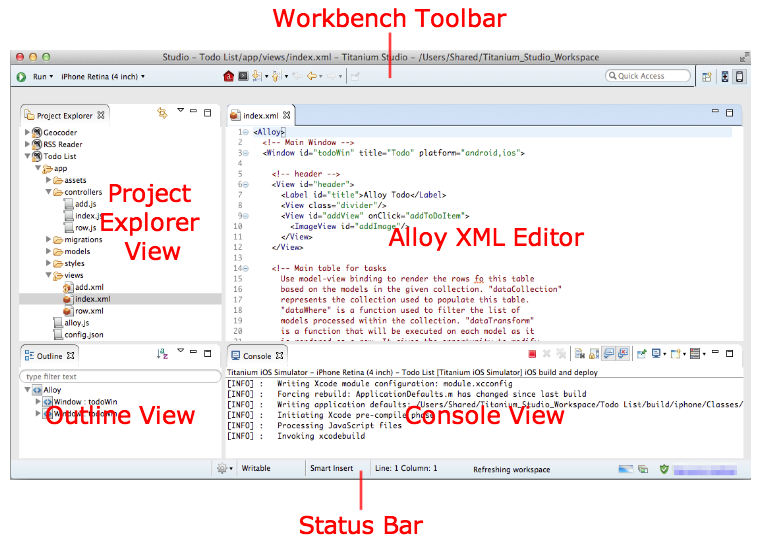 Workbench Toolbar
Studio – Todo List/app/views/index.xml – Titanium Studio – /Users/Shared/Titanium_Studio_Workspace
Run iPhone Retina (4 inch) Quick Access
Project Explorer
Geocoder
RSS Reader
Todo List
app
assets
controllers
add.js
index.js
row.js
migrations
models
styles
views
add.xml
index.xml
row.xml
alloy.js
config.json
Project
Explorer
View
index.xml
1 <Alloy>
2 <!-- Main Window -->
3 <Window id="todoWin" title="Todo" platform="android,ios">
4
5 <!-- header -->
6 <View id="header">
7 <Label id="title">Alloy Todo</Label>
8 <View class="divider"/>
9 <View id="addView" onClick="addToDoItem">
10 <ImageView id="addImage"/>
11 </View>
12 </View>
13
14 <!-- Main table for tasks
15 Use model-view binding to render the rows fo this table
16 based on the models in the given collection. "dataCollection"
17 represents the collection used to populate this table.
18 "dataWhere" is a function used to filter the list of
19 models processed within the collection. "dataTransform"
20 is a function that will be executed on each model as it
21 is rendered as a row. It gives the opportunity to modify
Alloy XML Editor
Outline
type filter text
Alloy
Window : todoWin
Window : todoWin
Outline View
Console
Titanium iOS Simulator – iPhone Retina (4 inch) – Todo List [Titanium iOS Simulator] iOS build and deploy
[INFO] : Writing Xcode module configuration: module.xcconfig
[INFO] : Forcing rebuild: ApplicationDefaults.m has changed since last build
[INFO] : Writing application defaults: /Users/Shared/Titanium_Studio_Workspace/Todo List/build/iphone/Classes/
[INFO] : Initiating Xcode pre-compile phase
[INFO] : Processing JavaScript files
[INFO] : Invoking xcodebuild
Console View
Writable Smart Insert Line: 1 Column: 1 Refreshing workspace
Status Bar